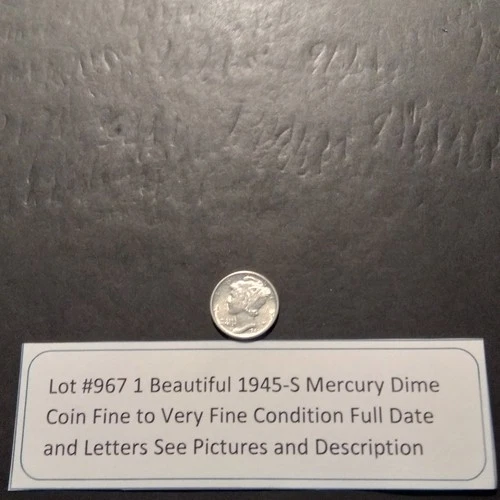 Lot #967 1 Beautiful 1945-S Mercury Dime
Coin Fine to Very Fine Condition Full Date
and Letters See Pictures and Description